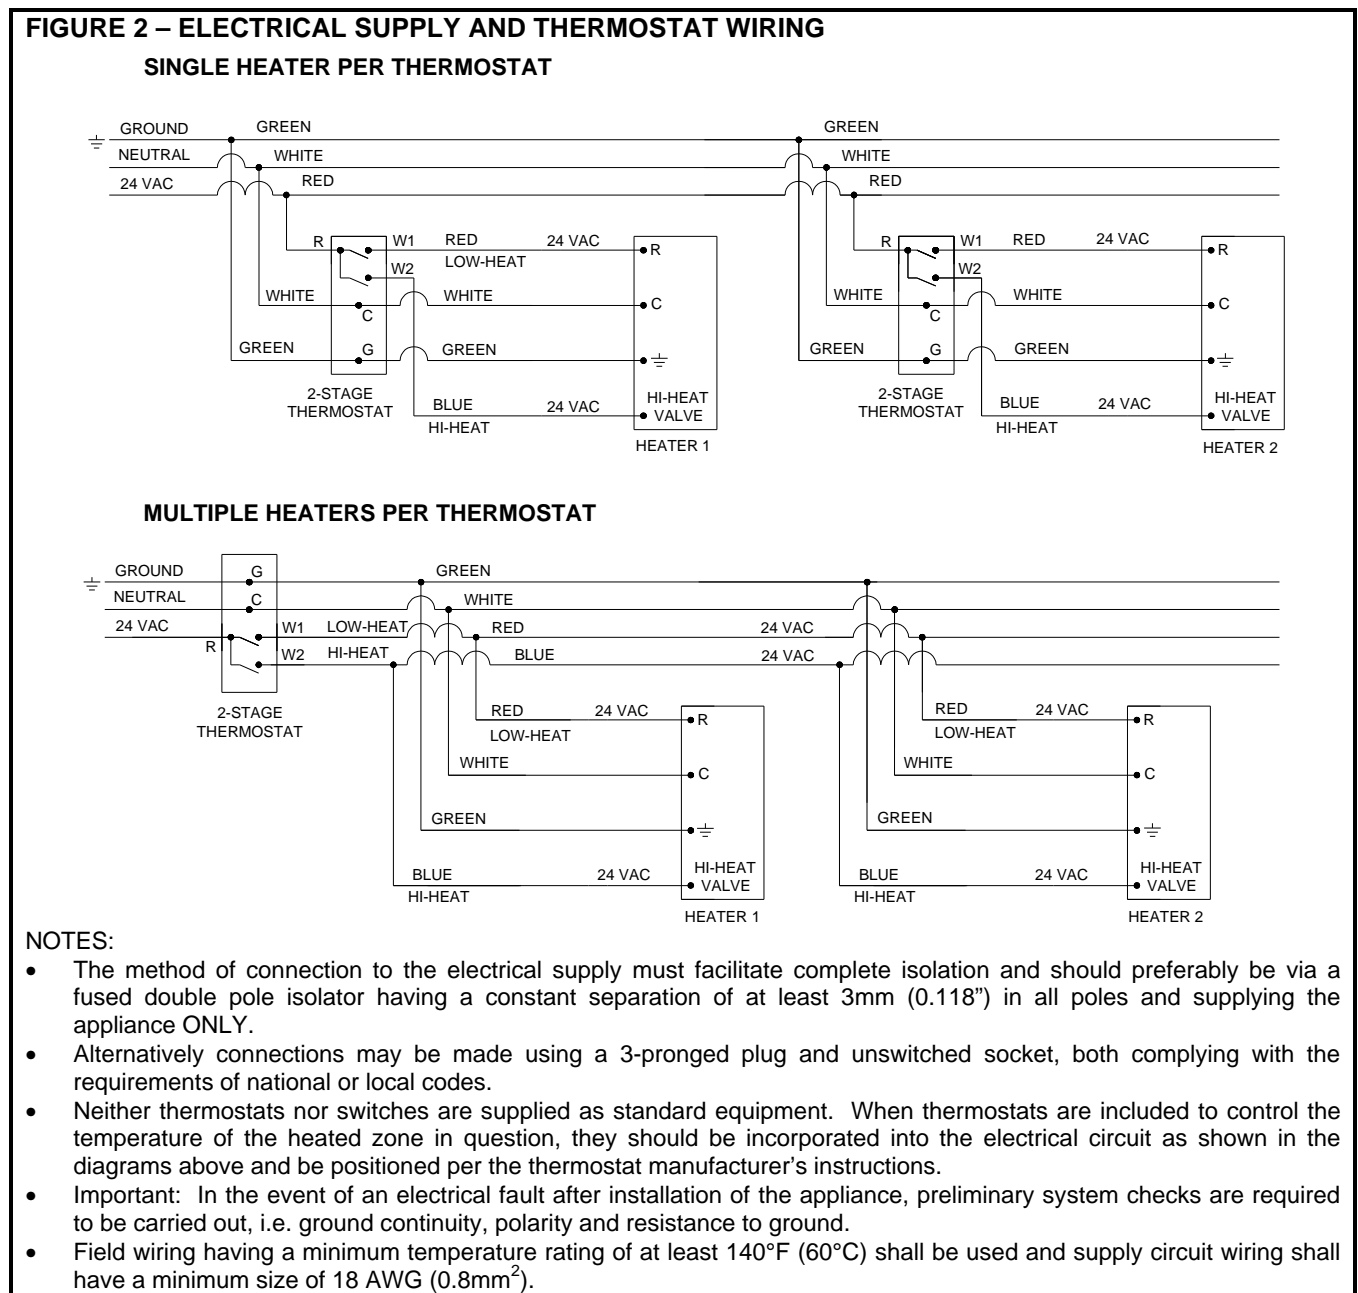 FIGURE 2 – ELECTRICAL SUPPLY AND THERMOSTAT WIRING
SINGLE HEATER PER THERMOSTAT
GROUND GREEN GREEN
NEUTRAL WHITE WHITE
24 VAC RED RED
R W1 RED 24 VAC R R W1 RED 24 VAC R
LOW-HEAT
W2 W2
WHITE WHITE C WHITE WHITE C
C C
GREEN G GREEN GREEN G GREEN
2-STAGE HI-HEAT 2-STAGE HI-HEAT
THERMOSTAT BLUE 24 VAC VALVE THERMOSTAT BLUE 24 VAC VALVE
HI-HEAT HI-HEAT
HEATER 1 HEATER 2
MULTIPLE HEATERS PER THERMOSTAT
GROUND G GREEN
NEUTRAL C WHITE
24 VAC W1 LOW-HEAT RED 24 VAC
R W2 HI-HEAT BLUE 24 VAC
2-STAGE RED 24 VAC R RED 24 VAC R
THERMOSTAT LOW-HEAT LOW-HEAT
WHITE C WHITE C
GREEN GREEN
HI-HEAT HI-HEAT
BLUE 24 VAC VALVE BLUE 24 VAC VALVE
HI-HEAT HI-HEAT
HEATER 1 HEATER 2
NOTES:
• The method of connection to the electrical supply must facilitate complete isolation and should preferably be via a
fused double pole isolator having a constant separation of at least 3mm (0.118”) in all poles and supplying the
appliance ONLY.
• Alternatively connections may be made using a 3-pronged plug and unswitched socket, both complying with the
requirements of national or local codes.
• Neither thermostats nor switches are supplied as standard equipment. When thermostats are included to control the
temperature of the heated zone in question, they should be incorporated into the electrical circuit as shown in the
diagrams above and be positioned per the thermostat manufacturer’s instructions.
• Important: In the event of an electrical fault after installation of the appliance, preliminary system checks are required
to be carried out, i.e. ground continuity, polarity and resistance to ground.
• Field wiring having a minimum temperature rating of at least 140°F (60°C) shall be used and supply circuit wiring shall
have a minimum size of 18 AWG (0.8mm²).